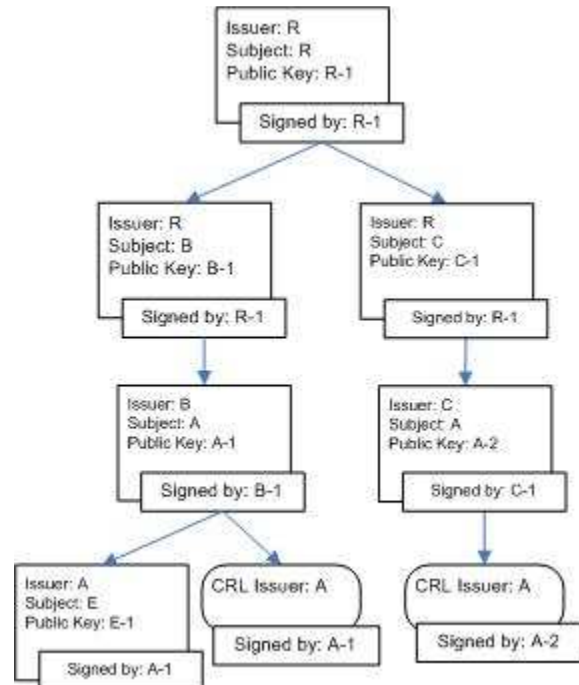 Issuer: R
Subject: R
Public Key: R-1
Signed by: R-1
Issuer: R
Subject: B
Public Key: B-1
Signed by: R-1
Issuer: R
Subject: C
Public Key: C-1
Signed by: R-1
Issuer: B
Subject: A
Public Key: A-1
Signed by: B-1
Issuer: C
Subject: A
Public Key: A-2
Signed by: C-1
Issuer: A
Subject: E
Public Key: E-1
Signed by: A-1
CRL Issuer: A
Signed by: A-1
CRL Issuer: A
Signed by: A-2